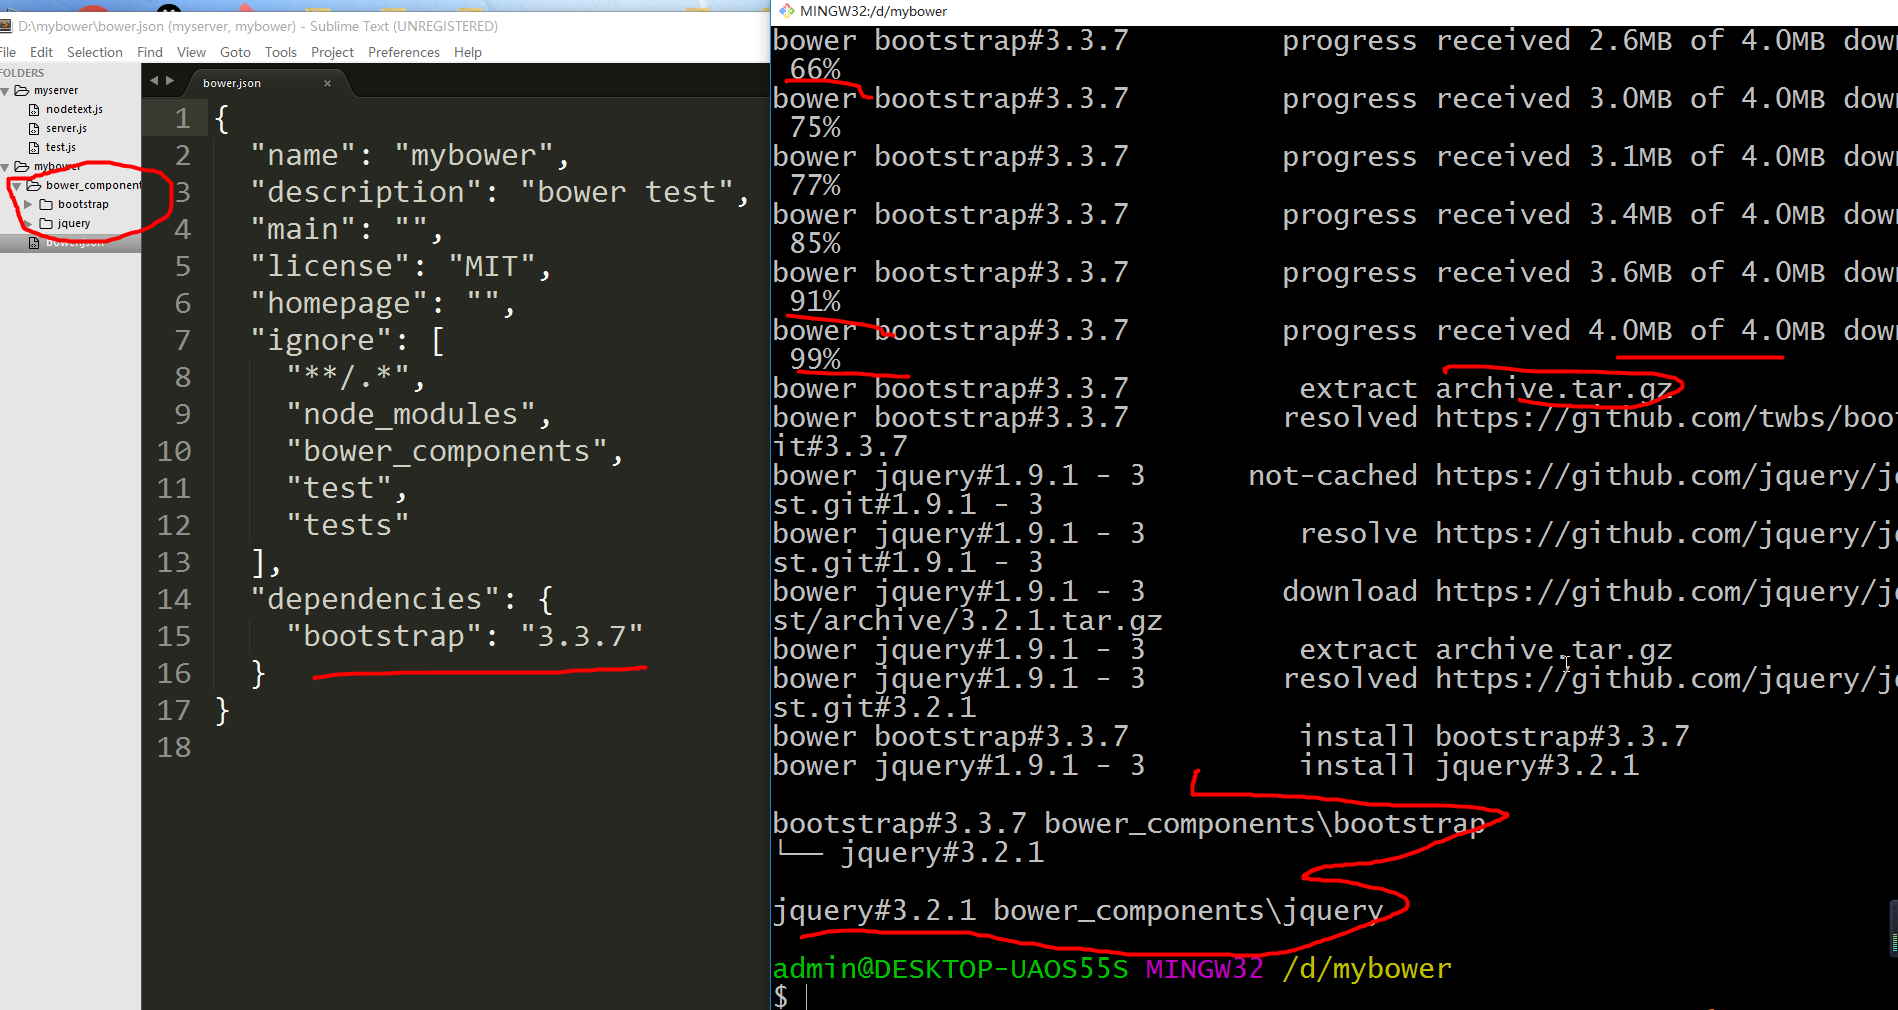 D:\mybower\bower.json (myserver, mybower) - Sublime Text (UNREGISTERED)
File Edit Selection Find View Goto Tools Project Preferences Help
FOLDERS
myserver
nodetext.js
server.js
test.js
mybower
bower_component
bootstrap
jquery
bower.json
bower.json ×
1 {
2 "name": "mybower",
3 "description": "bower test",
4 "main": "",
5 "license": "MIT",
6 "homepage": "",
7 "ignore": [
8 "**/.*",
9 "node_modules",
10 "bower_components",
11 "test",
12 "tests"
13 ],
14 "dependencies": {
15 "bootstrap": "3.3.7"
16 }
17 }
18
MINGW32:/d/mybower
bower bootstrap#3.3.7 progress received 2.6MB of 4.0MB dow
66%
bower bootstrap#3.3.7 progress received 3.0MB of 4.0MB dow
75%
bower bootstrap#3.3.7 progress received 3.1MB of 4.0MB dow
77%
bower bootstrap#3.3.7 progress received 3.4MB of 4.0MB dow
85%
bower bootstrap#3.3.7 progress received 3.6MB of 4.0MB dow
91%
bower bootstrap#3.3.7 progress received 4.0MB of 4.0MB dow
99%
bower bootstrap#3.3.7 extract archive.tar.gz
bower bootstrap#3.3.7 resolved https://github.com/twbs/boo
it#3.3.7
bower jquery#1.9.1 - 3 not-cached https://github.com/jquery/jq
st.git#1.9.1 - 3
bower jquery#1.9.1 - 3 resolve https://github.com/jquery/jq
st.git#1.9.1 - 3
bower jquery#1.9.1 - 3 download https://github.com/jquery/jq
st/archive/3.2.1.tar.gz
bower jquery#1.9.1 - 3 extract archive.tar.gz
bower jquery#1.9.1 - 3 resolved https://github.com/jquery/jq
st.git#3.2.1
bower bootstrap#3.3.7 install bootstrap#3.3.7
bower jquery#1.9.1 - 3 install jquery#3.2.1
bootstrap#3.3.7 bower_components\bootstrap
└── jquery#3.2.1
jquery#3.2.1 bower_components\jquery
admin@DESKTOP-UAOS55S MINGW32 /d/mybower
$